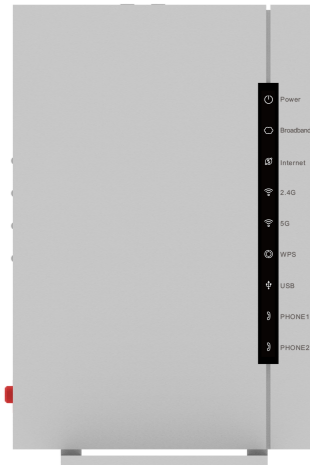 Power
Broadband
Internet
2.4G
5G
WPS
USB
PHONE1
PHONE2